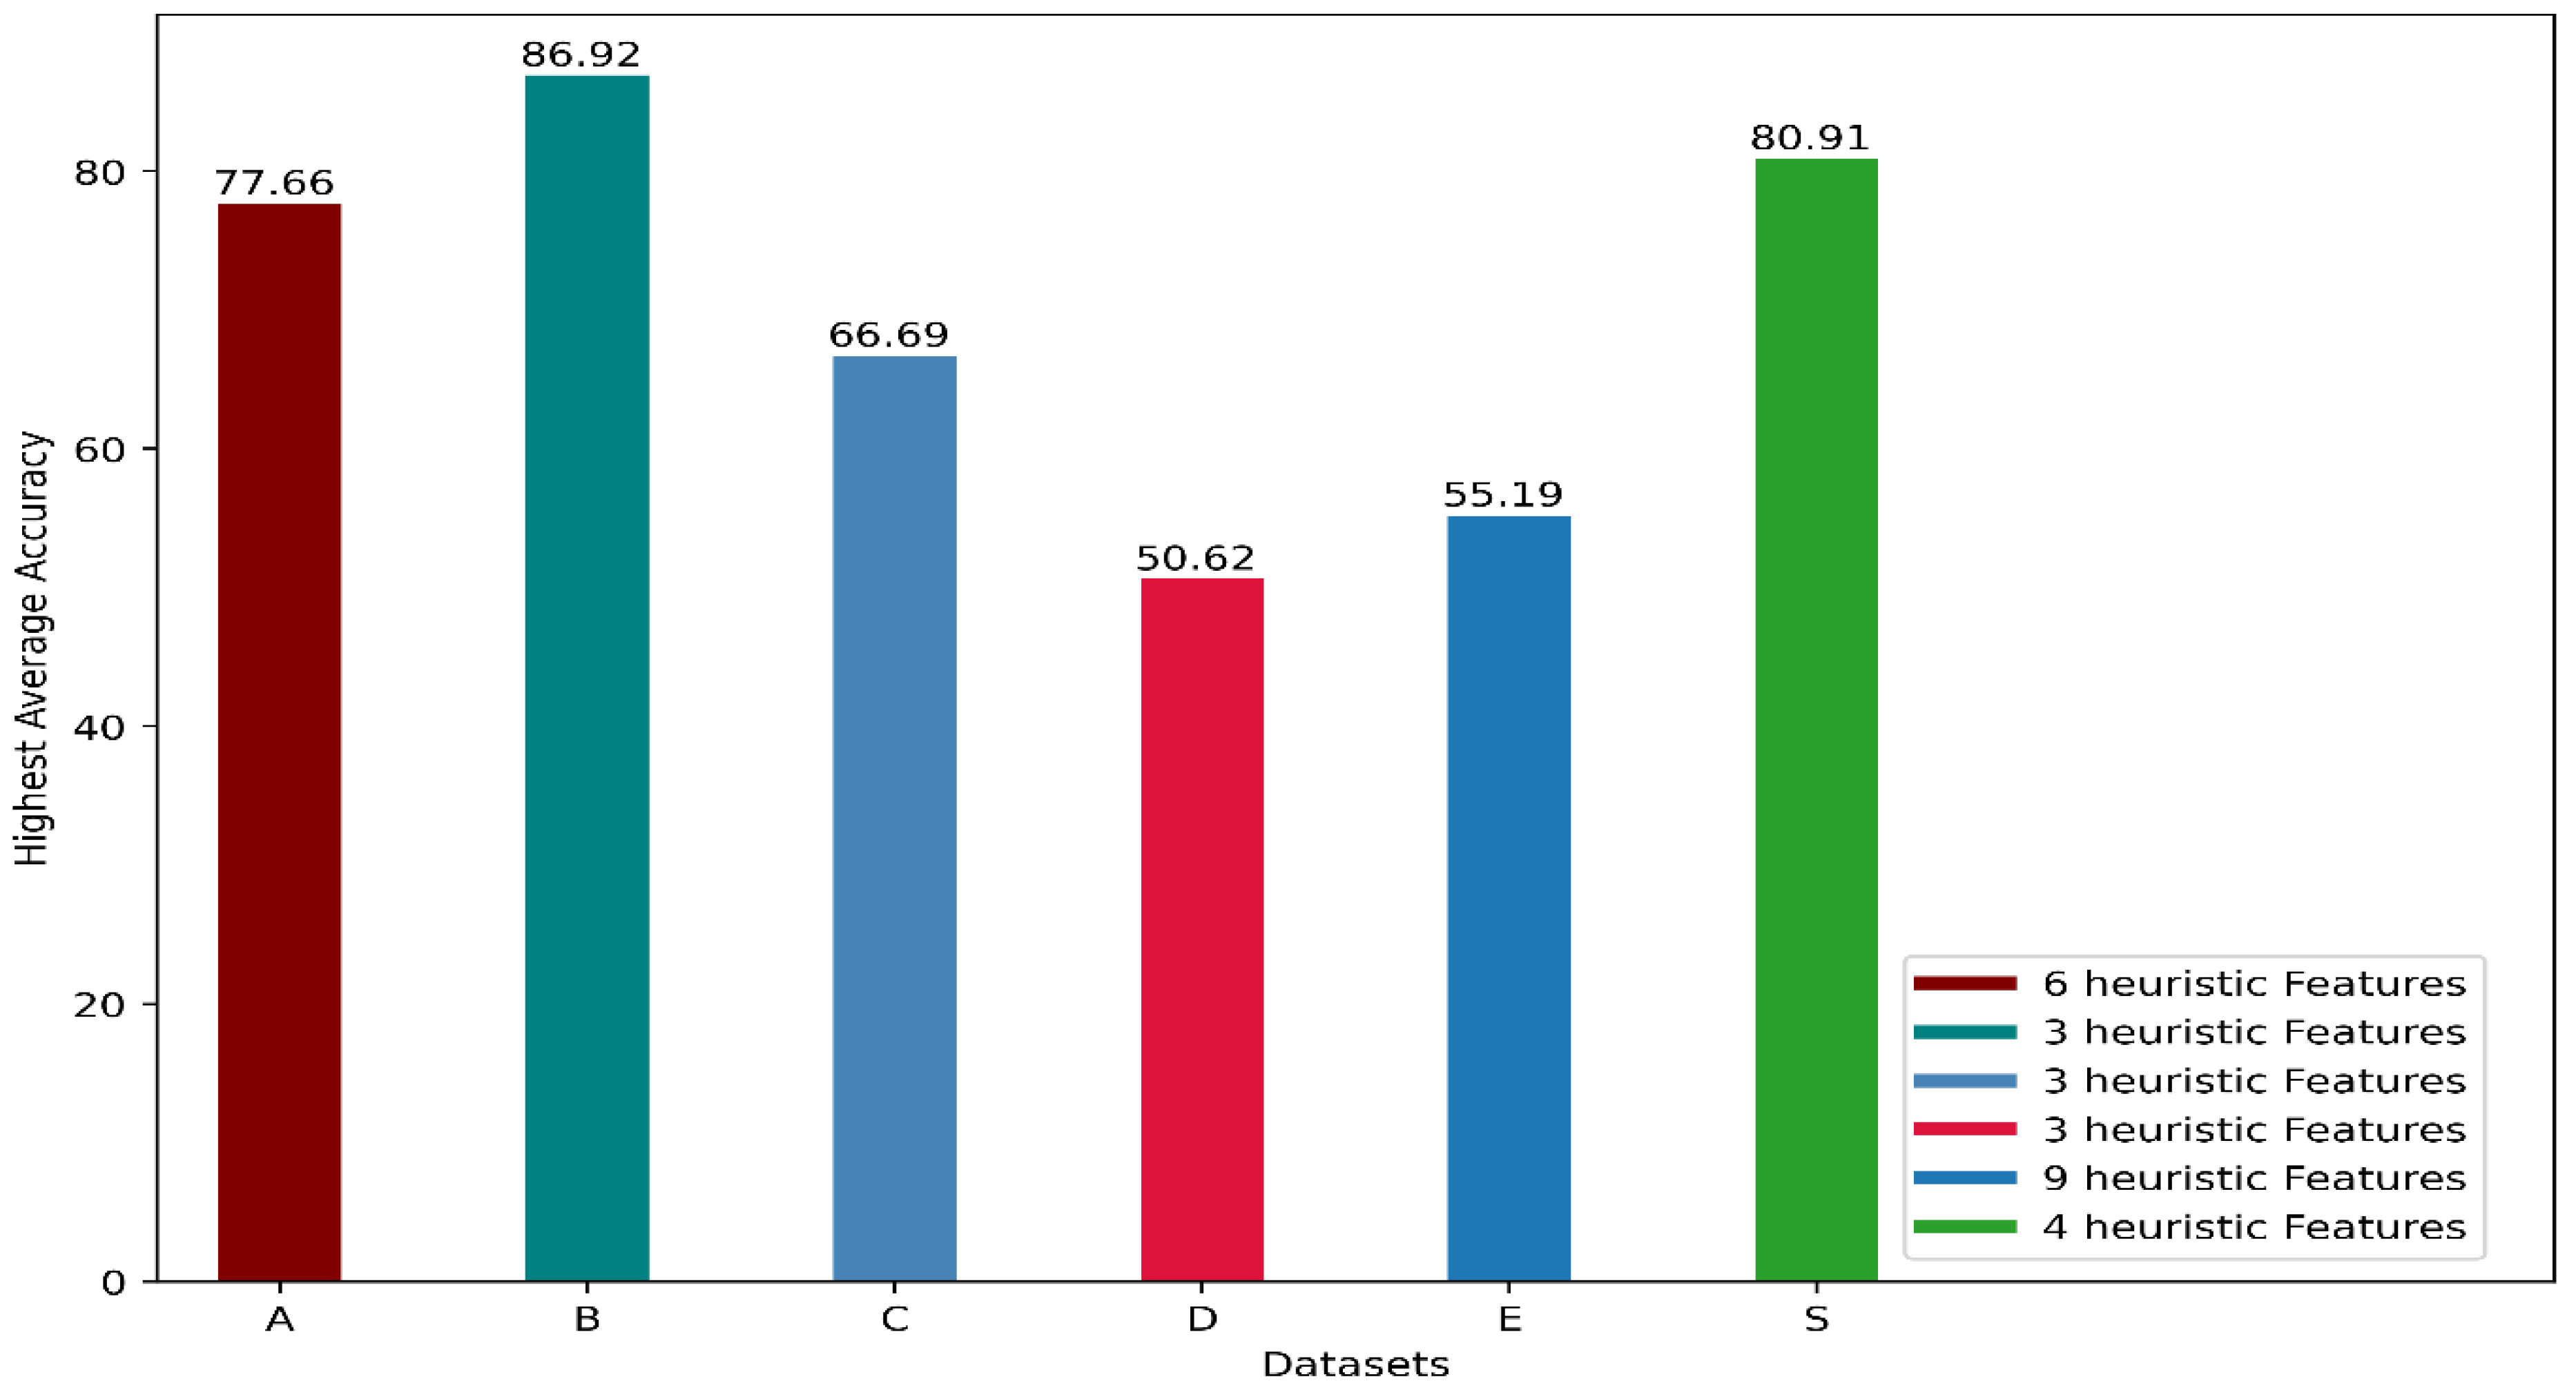 Highest Average Accuracy
80
60
40
20
0
77.66
86.92
66.69
50.62
55.19
80.91
A
B
C
D
E
S
Datasets
6 heuristic Features
3 heuristic Features
3 heuristic Features
3 heuristic Features
9 heuristic Features
4 heuristic Features